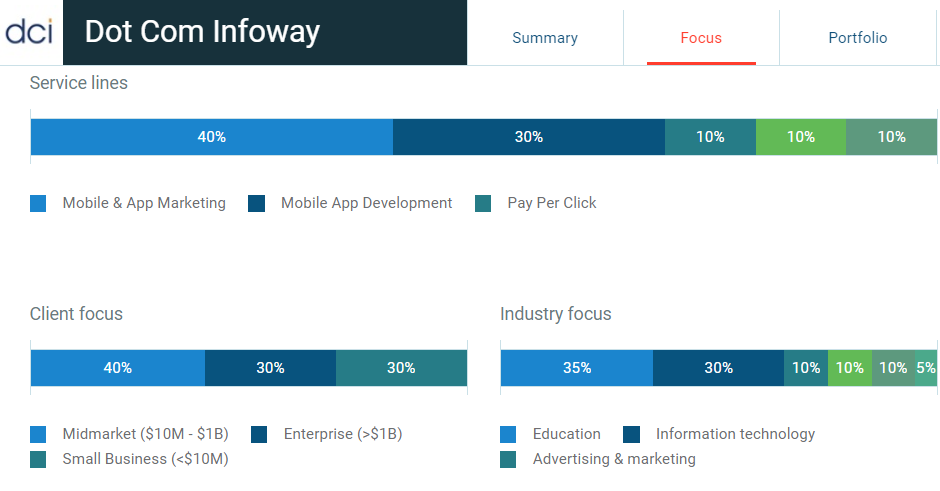 dci
Dot Com Infoway
Summary
Focus
Portfolio
Service lines
40% 30% 10% 10% 10%
Mobile & App Marketing Mobile App Development Pay Per Click
Client focus
40% 30% 30%
Midmarket ($10M - $1B) Enterprise (>$1B)
Small Business (<$10M)
Industry focus
35% 30% 10% 10% 10% 5%
Education Information technology
Advertising & marketing